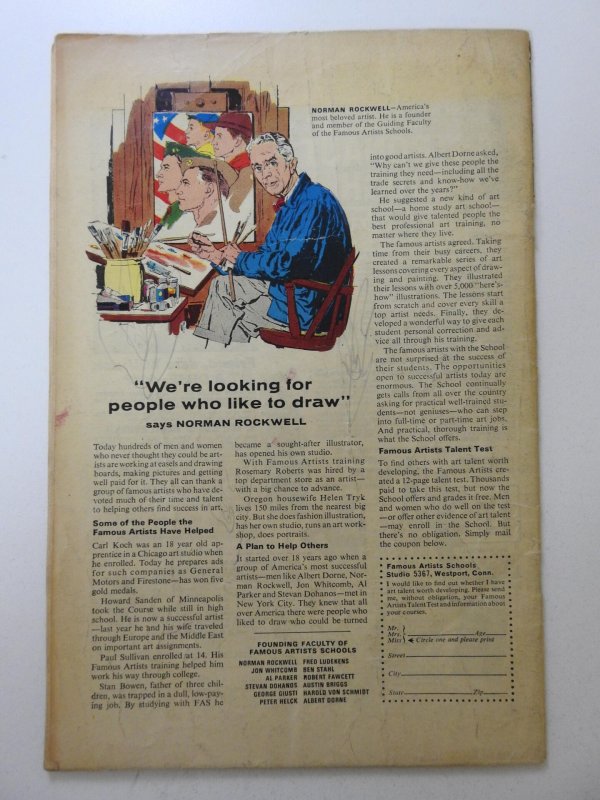 NORMAN ROCKWELL—America's
most beloved artist. He is a founder
and member of the Guiding Faculty
of the Famous Artists Schools.
"We're looking for
people who like to draw"
says NORMAN ROCKWELL
Today hundreds of men and women
who never thought they could be art-
ists are working at easels and drawing
boards, making pictures and getting
well paid for it. They all can thank a
group of famous artists who have de-
voted much of their time and talent
to helping others find success in art.
Some of the People the
Famous Artists Have Helped
Carl Koch was an 18 year old ap-
prentice in a Chicago art studio when
he enrolled. Today he prepares ads
for such companies as General
Motors and Firestone—has won five
gold medals.
Howard Sanden of Minneapolis
took the Course while still in high
school. He is now a successful artist
—last year he and his wife traveled
through Europe and the Middle East
on important art assignments.
Paul Sullivan enrolled at 14. His
Famous Artists training helped him
work his way through college.
Stan Bowen, father of three chil-
dren, was trapped in a dull, low-pay-
ing job. By studying with FAS he
became a sought-after illustrator,
has opened his own studio.
With Famous Artists training
Rosemary Roberts was hired by a
top department store as an artist—
with a big chance to advance.
Oregon housewife Helen Tryk
lives 150 miles from the nearest big
city. But she does fashion illustration,
has her own studio, runs an art work-
shop, does portraits.
A Plan to Help Others
It started over 18 years ago when a
group of America's most successful
artists—men like Albert Dorne, Nor-
man Rockwell, Jon Whitcomb, Al
Parker and Stevan Dohanos—met in
New York City. They knew that all
over America there were people who
liked to draw who could be turned
FOUNDING FACULTY OF
FAMOUS ARTISTS SCHOOLS
NORMAN ROCKWELL FRED LUDEKENS
JON WHITCOMB BEN STAHL
AL PARKER ROBERT FAWCETT
STEVAN DOHANOS AUSTIN BRIGGS
GEORGE GIUSTI HAROLD VON SCHMIDT
PETER HELCK ALBERT DORNE
into good artists. Albert Dorne asked,
"Why can't we give these people the
training they need—including all the
trade secrets and know-how we've
learned over the years?"
He suggested a new kind of art
school—a home study art school—
that would give talented people the
best professional art training, no
matter where they live.
The famous artists agreed. Taking
time from their busy careers, they
created a remarkable series of art
lessons covering every aspect of draw-
ing and painting. They illustrated
their lessons with over 5,000 "here's-
how" illustrations. The lessons start
from scratch and cover every skill a
top artist needs. Finally, they de-
veloped a wonderful way to give each
student personal correction and ad-
vice all through his training.
The famous artists with the School
are not surprised at the success of
their students. The opportunities
open to successful artists today are
enormous. The School continually
gets calls from all over the country
asking for practical well-trained stu-
dents—not geniuses—who can step
into full-time or part-time art jobs.
And practical, thorough training is
what the School offers.
Famous Artists Talent Test
To find others with art talent worth
developing, the Famous Artists cre-
ated a 12-page talent test. Thousands
paid to take this test, but now the
School offers and grades it free. Men
and women who do well on the test
—or offer other evidence of art talent
—may enroll in the School. But
there's no obligation. Simply mail
the coupon below.
Famous Artists Schools
Studio 5367, Westport, Conn.
I would like to find out whether I have
art talent worth developing. Please send
me, without obligation, your Famous
Artists Talent Test and information about
your courses.
Mr.
Mrs. Age
Miss Circle one and please print
Street
City
State Zip